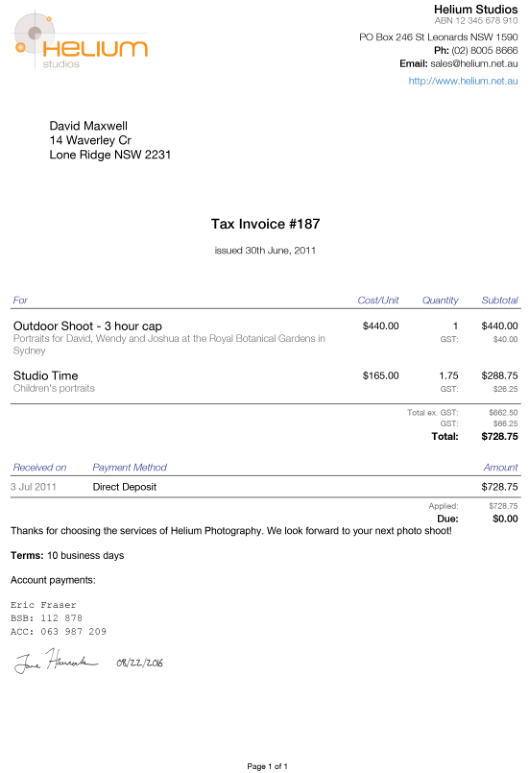 Helium Studios
ABN 12 345 678 910
HELIUM
studios
PO Box 246 St Leonards NSW 1590
Ph: (02) 8005 8666
Email: sales@helium.net.au
http://www.helium.net.au
David Maxwell
14 Waverley Cr
Lone Ridge NSW 2231
Tax Invoice #187
issued 30th June, 2011
For Cost/Unit Quantity Subtotal
Outdoor Shoot - 3 hour cap $440.00 1 $440.00
Portraits for David, Wendy and Joshua at the Royal Botanical Gardens in GST: $40.00
Sydney
Studio Time $165.00 1.75 $288.75
Children's portraits GST: $26.25
Total ex. GST: $662.50
GST: $66.25
Total: $728.75
Received on Payment Method Amount
3 Jul 2011 Direct Deposit $728.75
Applied: $728.75
Due: $0.00
Thanks for choosing the services of Helium Photography. We look forward to your next photo shoot!
Terms: 10 business days
Account payments:
Eric Fraser
BSB: 112 878
ACC: 063 987 209
Jane 08/22/2016
Page 1 of 1